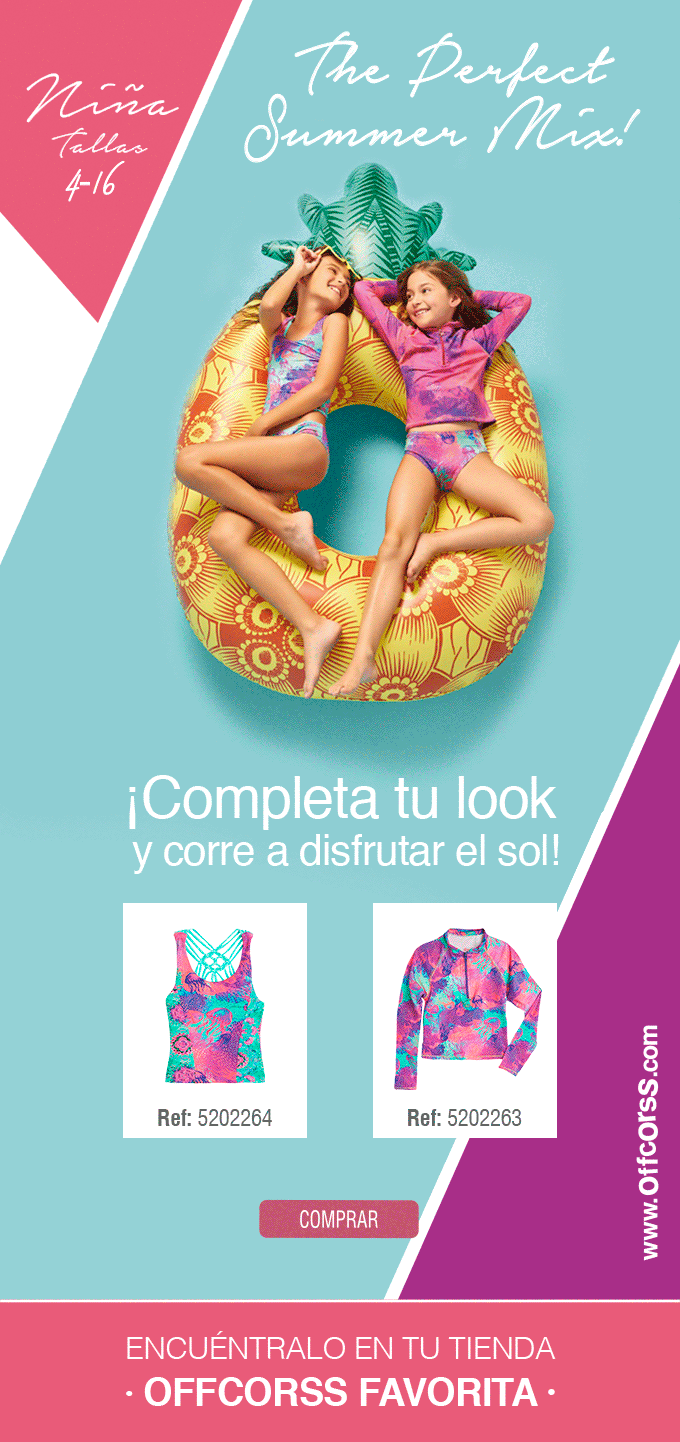 Niña
Tallas
4-16
The Perfect
Summer Mix!
¡Completa tu look
y corre a disfrutar el sol!
Ref: 5202264
Ref: 5202263
COMPRAR
www.offcorss.com
ENCUÉNTRALO EN TU TIENDA
· OFFCORSS FAVORITA ·